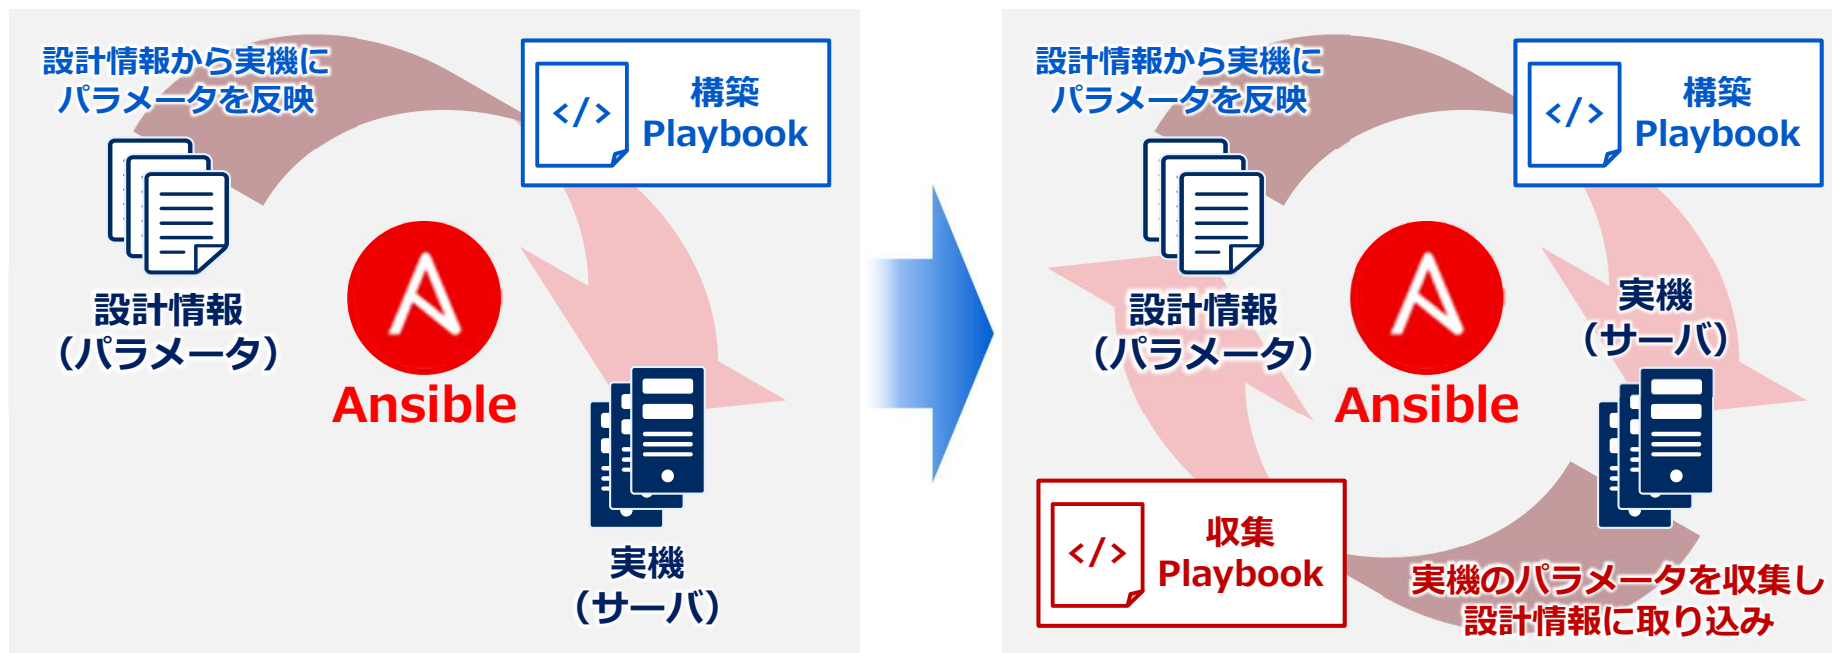 設計情報から実機に
パラメータを反映
</>
構築
Playbook
設計情報
（パラメータ）
Ansible
実機
（サーバ）
設計情報から実機に
パラメータを反映
</>
構築
Playbook
設計情報
（パラメータ）
Ansible
実機
（サーバ）
</>
収集
Playbook
実機のパラメータを収集し
設計情報に取り込み